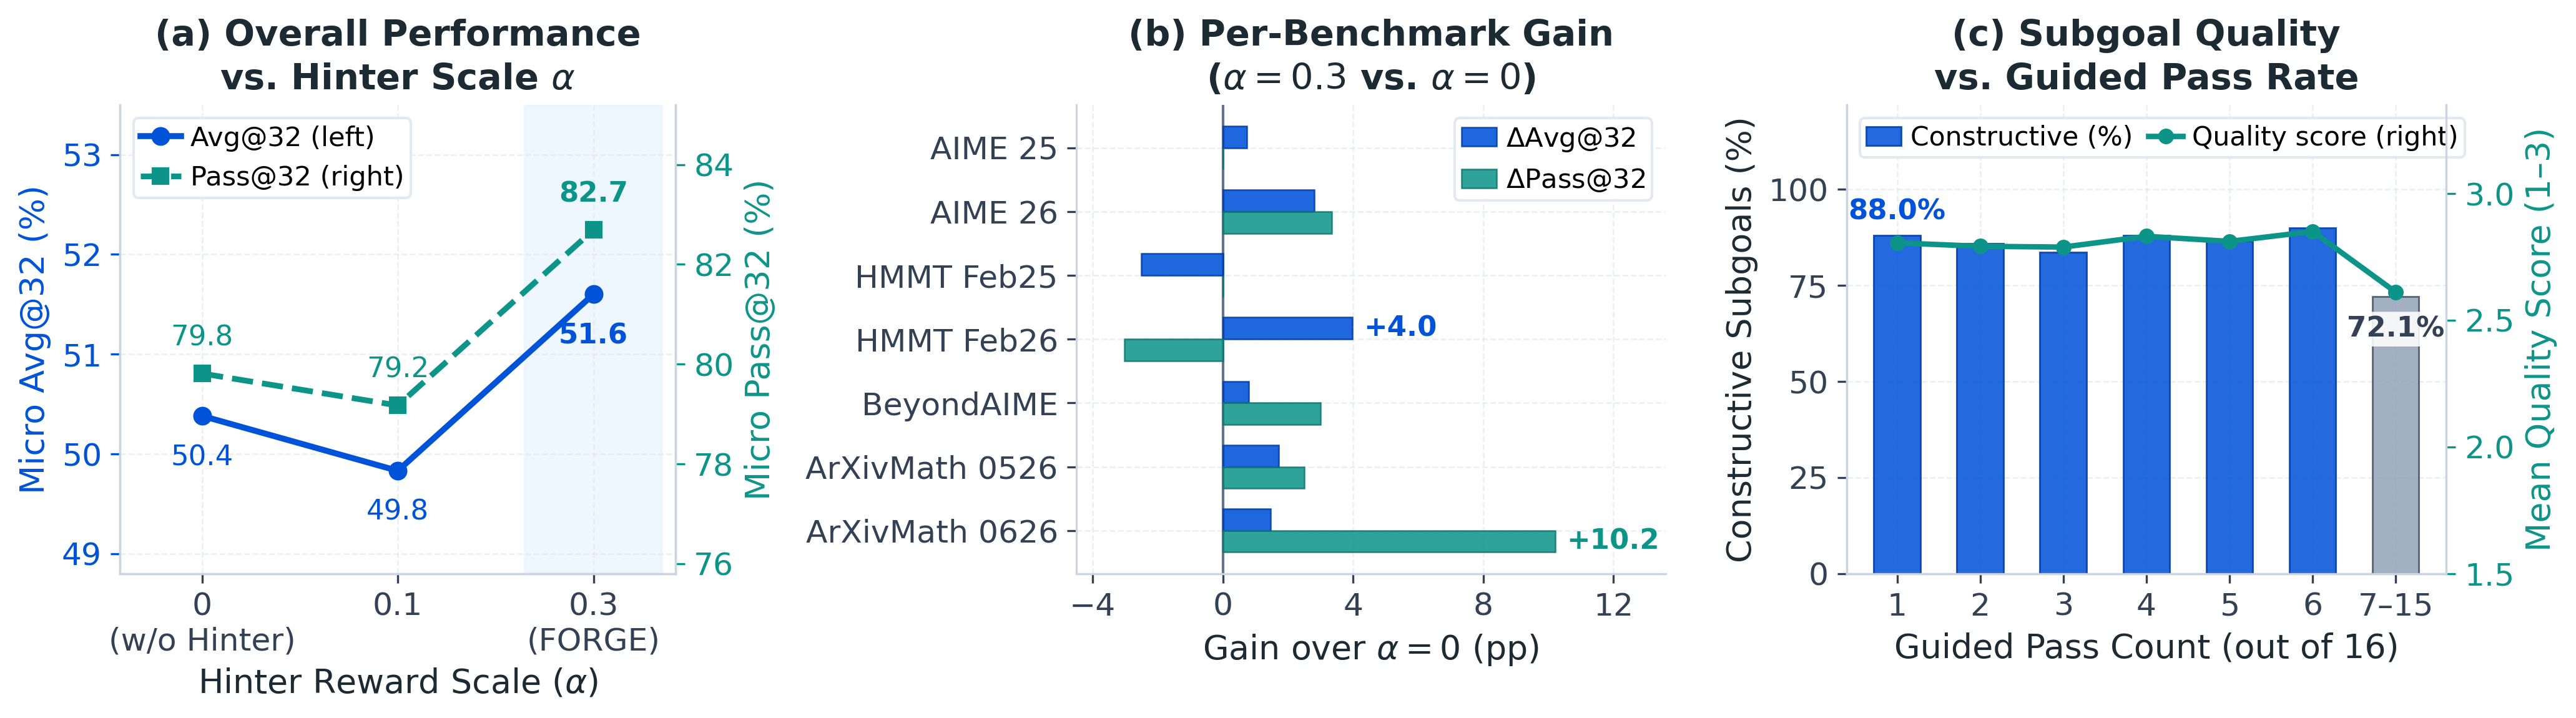 (a) Overall Performance
vs. Hinter Scale α
Avg@32 (left)
Pass@32 (right)
Micro Avg@32 (%)
53
52
51
50
49
84
82
80
78
76
Micro Pass@32 (%)
79.8
79.2
82.7
50.4
49.8
51.6
0
(w/o Hinter)
0.1
0.3
(FORGE)
Hinter Reward Scale (α)
(b) Per-Benchmark Gain
(α = 0.3 vs. α = 0)
ΔAvg@32
ΔPass@32
AIME 25
AIME 26
HMMT Feb25
HMMT Feb26
BeyondAIME
ArXivMath 0526
ArXivMath 0626
+4.0
+10.2
−4 0 4 8 12
Gain over α = 0 (pp)
(c) Subgoal Quality
vs. Guided Pass Rate
Constructive (%) Quality score (right)
Constructive Subgoals (%)
100
75
50
25
0
88.0%
72.1%
3.0
2.5
2.0
1.5
Mean Quality Score (1–3)
1 2 3 4 5 6 7–15
Guided Pass Count (out of 16)